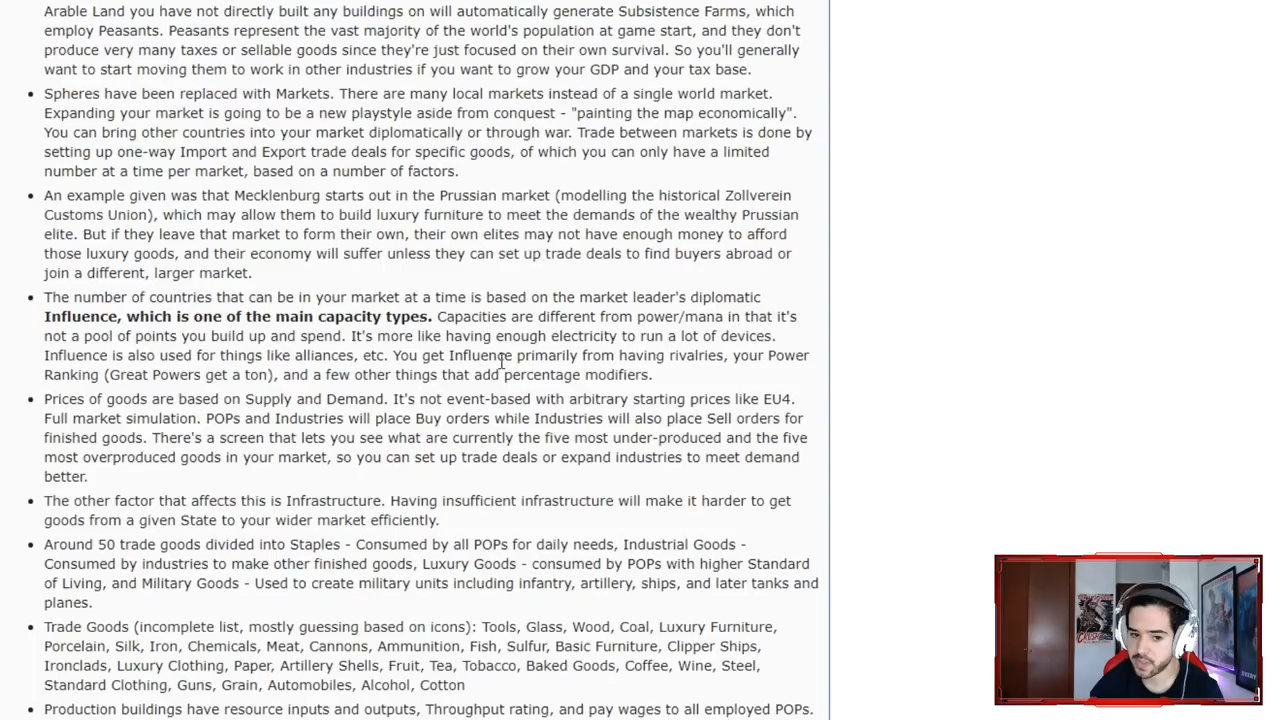 Arable Land you have not directly built any buildings on will automatically generate Subsistence Farms, which
employ Peasants. Peasants represent the vast majority of the world's population at game start, and they don't
produce very many taxes or sellable goods since they're just focused on their own survival. So you'll generally
want to start moving them to work in other industries if you want to grow your GDP and your tax base.
• Spheres have been replaced with Markets. There are many local markets instead of a single world market.
Expanding your market is going to be a new playstyle aside from conquest - "painting the map economically".
You can bring other countries into your market diplomatically or through war. Trade between markets is done by
setting up one-way Import and Export trade deals for specific goods, of which you can only have a limited
number at a time per market, based on a number of factors.
• An example given was that Mecklenburg starts out in the Prussian market (modelling the historical Zollverein
Customs Union), which may allow them to build luxury furniture to meet the demands of the wealthy Prussian
elite. But if they leave that market to form their own, their own elites may not have enough money to afford
those luxury goods, and their economy will suffer unless they can set up trade deals to find buyers abroad or
join a different, larger market.
• The number of countries that can be in your market at a time is based on the market leader's diplomatic
Influence, which is one of the main capacity types. Capacities are different from power/mana in that it's
not a pool of points you build up and spend. It's more like having enough electricity to run a lot of devices.
Influence is also used for things like alliances, etc. You get Influence primarily from having rivalries, your Power
Ranking (Great Powers get a ton), and a few other things that add percentage modifiers.
• Prices of goods are based on Supply and Demand. It's not event-based with arbitrary starting prices like EU4.
Full market simulation. POPs and Industries will place Buy orders while Industries will also place Sell orders for
finished goods. There's a screen that lets you see what are currently the five most under-produced and the five
most overproduced goods in your market, so you can set up trade deals or expand industries to meet demand
better.
• The other factor that affects this is Infrastructure. Having insufficient infrastructure will make it harder to get
goods from a given State to your wider market efficiently.
• Around 50 trade goods divided into Staples - Consumed by all POPs for daily needs, Industrial Goods -
Consumed by industries to make other finished goods, Luxury Goods - consumed by POPs with higher Standard
of Living, and Military Goods - Used to create military units including infantry, artillery, ships, and later tanks and
planes.
• Trade Goods (incomplete list, mostly guessing based on icons): Tools, Glass, Wood, Coal, Luxury Furniture,
Porcelain, Silk, Iron, Chemicals, Meat, Cannons, Ammunition, Fish, Sulfur, Basic Furniture, Clipper Ships,
Ironclads, Luxury Clothing, Paper, Artillery Shells, Fruit, Tea, Tobacco, Baked Goods, Coffee, Wine, Steel,
Standard Clothing, Guns, Grain, Automobiles, Alcohol, Cotton
• Production buildings have resource inputs and outputs, Throughput rating, and pay wages to all employed POPs.